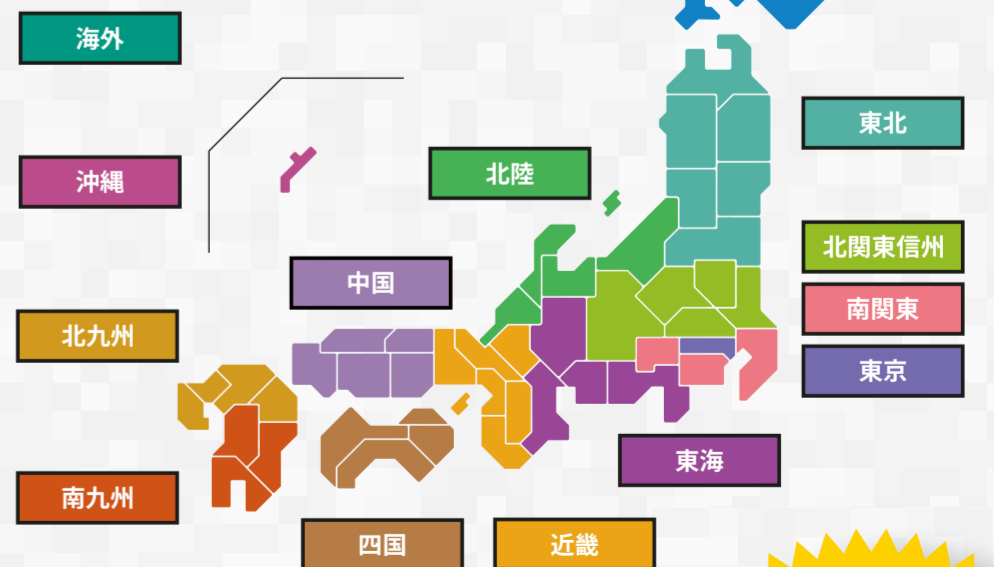 海外
東北
北陸
沖縄
北関東信州
中国
南関東
北九州
東京
東海
南九州
四国
近畿